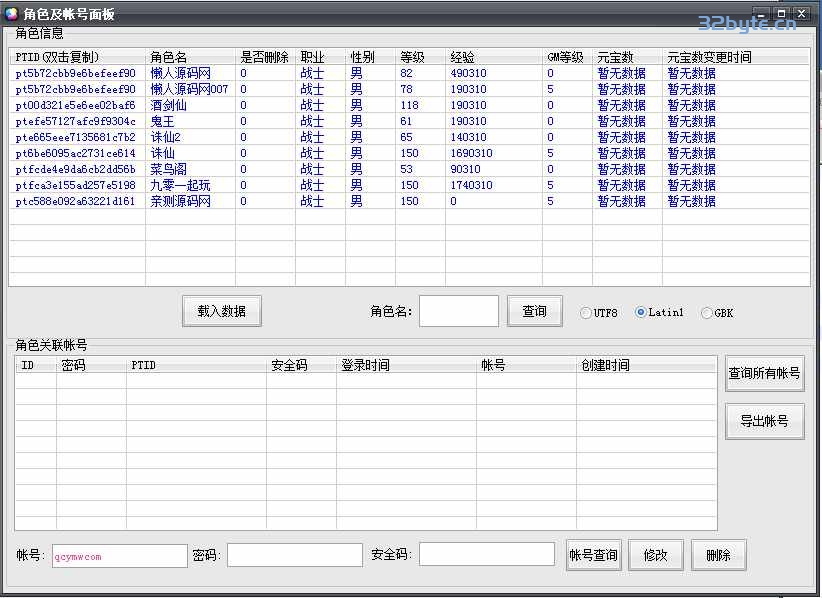 角色及帐号面板
32byte.cn
角色信息
PTID(双击复制) 角色名 是否删除 职业 性别 等级 经验 GM等级 元宝数 元宝数变更时间
pt5b72cbb9e6befeef90 懒人源码网 0 战士 男 82 490310 0 暂无数据 暂无数据
pt5b72cbb9e6befeef90 懒人源码网007 0 战士 男 78 190310 5 暂无数据 暂无数据
pt00d321e5e6ee02baf6 酒剑仙 0 战士 男 118 190310 0 暂无数据 暂无数据
ptefe57127afc9f9304c 鬼王 0 战士 男 61 190310 0 暂无数据 暂无数据
pte665eee7135681c7b2 诛仙2 0 战士 男 65 140310 0 暂无数据 暂无数据
pt6be6095ac2731ce614 诛仙 0 战士 男 150 1690310 5 暂无数据 暂无数据
ptfcde4e9da6cb2dd56b 菜鸟阁 0 战士 男 53 90310 0 暂无数据 暂无数据
ptfca3e155ad257e5198 九零一起玩 0 战士 男 150 1740310 5 暂无数据 暂无数据
ptc588e092a63221d161 亲测源码网 0 战士 男 150 0 5 暂无数据 暂无数据
载入数据 角色名: 查询 UTF8 Latin1 GBK
角色关联帐号
ID 密码 PTID 安全码 登录时间 帐号 创建时间
查询所有帐号
导出帐号
帐号: qcymwcom 密码: 安全码: 帐号查询 修改 删除